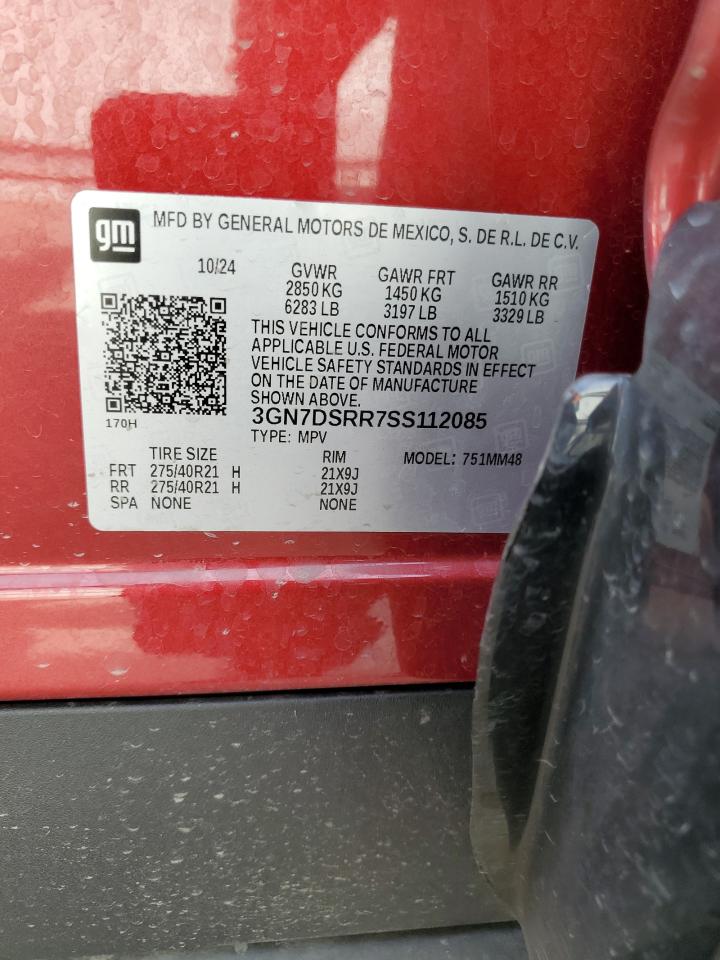 gm MFD BY GENERAL MOTORS DE MEXICO, S. DE R.L. DE C.V.
10/24 GVWR GAWR FRT GAWR RR
2850 KG 1450 KG 1510 KG
6283 LB 3197 LB 3329 LB
THIS VEHICLE CONFORMS TO ALL
APPLICABLE U.S. FEDERAL MOTOR
VEHICLE SAFETY STANDARDS IN EFFECT
ON THE DATE OF MANUFACTURE
SHOWN ABOVE.
170H 3GN7DSRR7SS112085
TYPE: MPV
TIRE SIZE RIM MODEL: 751MM48
FRT 275/40R21 H 21X9J
RR 275/40R21 H 21X9J
SPA NONE NONE